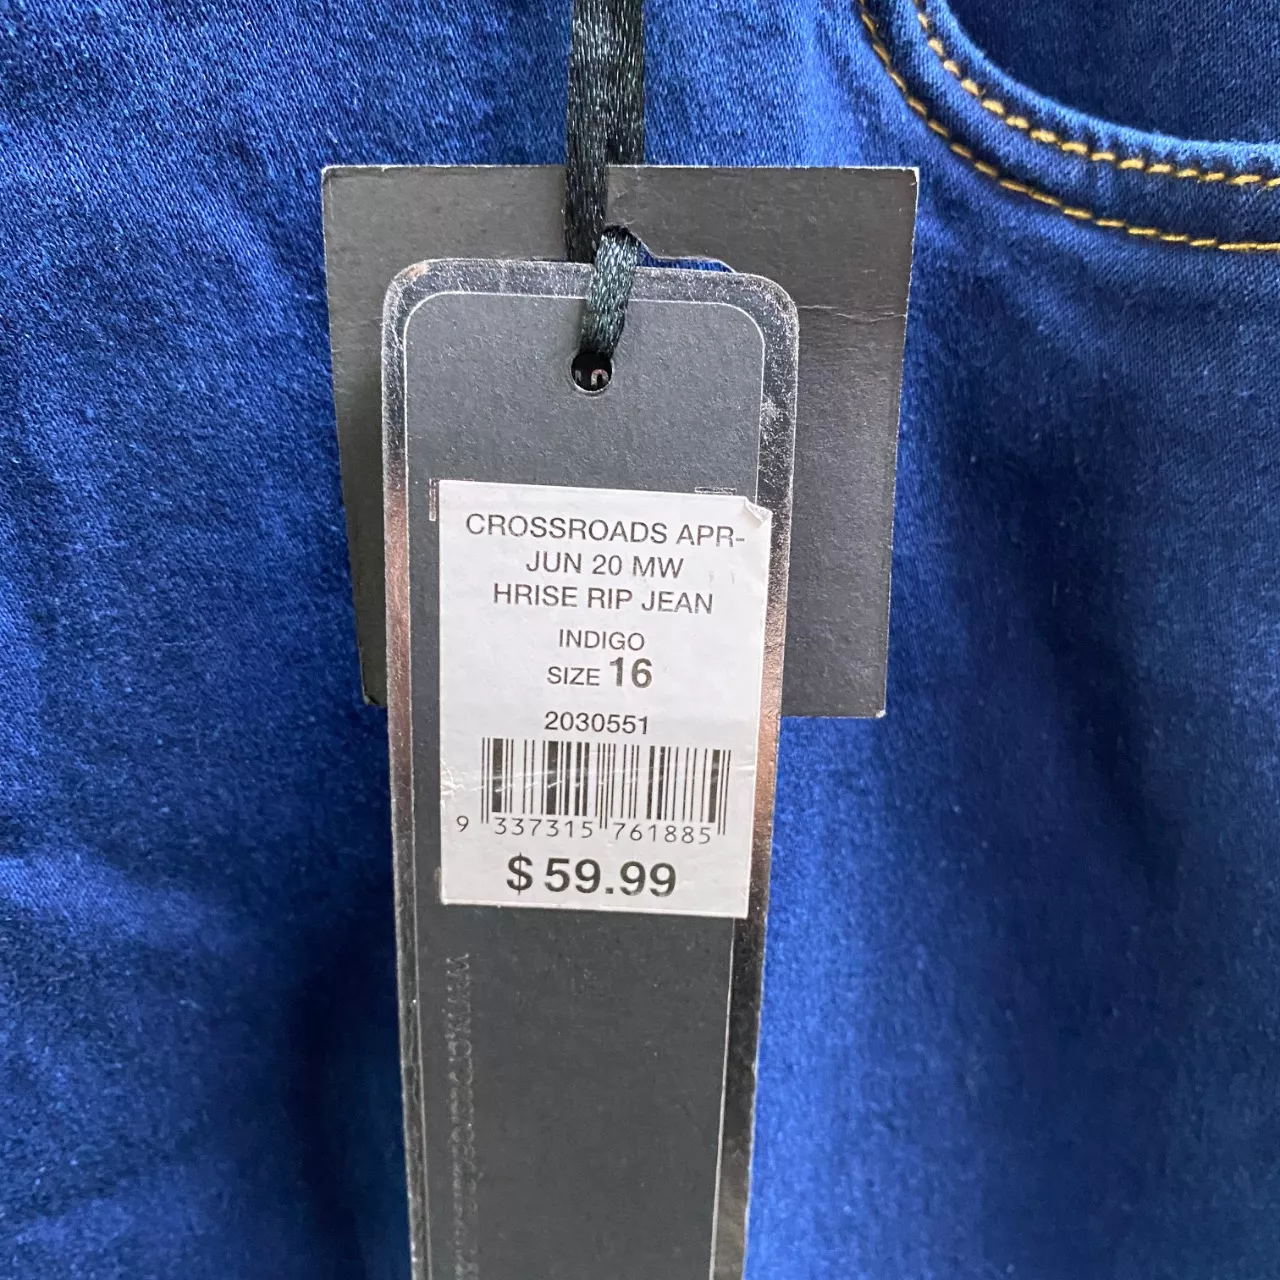 CROSSROADS APR-
JUN 20 MW
HRISE RIP JEAN
INDIGO
SIZE 16
2030551
9 337315 761885
$59.99